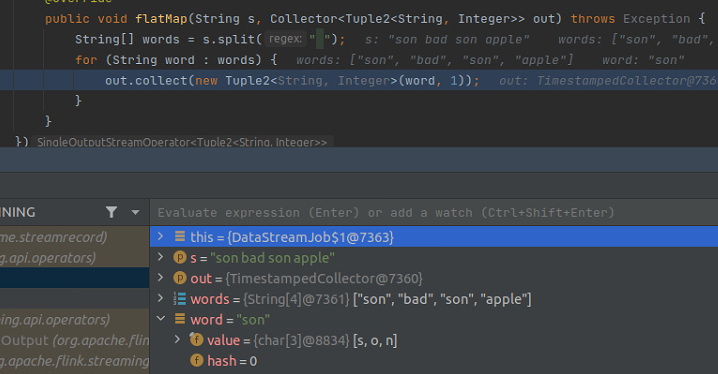 @Override
public void flatMap(String s, Collector<Tuple2<String, Integer>> out) throws Exception {
String[] words = s.split( regex: " ");   s: "son bad son apple"   words: ["son", "bad",
for (String word : words) {   words: ["son", "bad", "son", "apple"]   word: "son"
out.collect(new Tuple2<String, Integer>(word, 1));   out: TimestampedCollector@736
}
}
}) SingleOutputStreamOperator<Tuple2<String, Integer>>
NING
Evaluate expression (Enter) or add a watch (Ctrl+Shift+Enter)
me.streamrecord)
this = {DataStreamJob$1@7363}
g.api.operators)
p s = "son bad son apple"
p out = {TimestampedCollector@7360}
words = {String[4]@7361} ["son", "bad", "son", "apple"]
ing.api.operators)
word = "son"
Output (org.apache.flin
f value = {char[3]@8834} [s, o, n]
g.apache.flink.streaming
f hash = 0